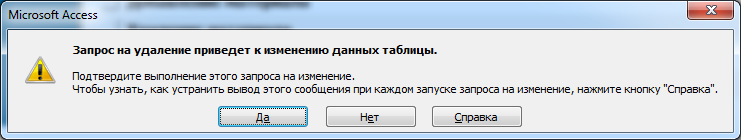 Microsoft Access
Запрос на удаление приведет к изменению данных таблицы.
Подтвердите выполнение этого запроса на изменение.
Чтобы узнать, как устранить вывод этого сообщения при каждом запуске запроса на изменение, нажмите кнопку "Справка".
Да Нет Справка